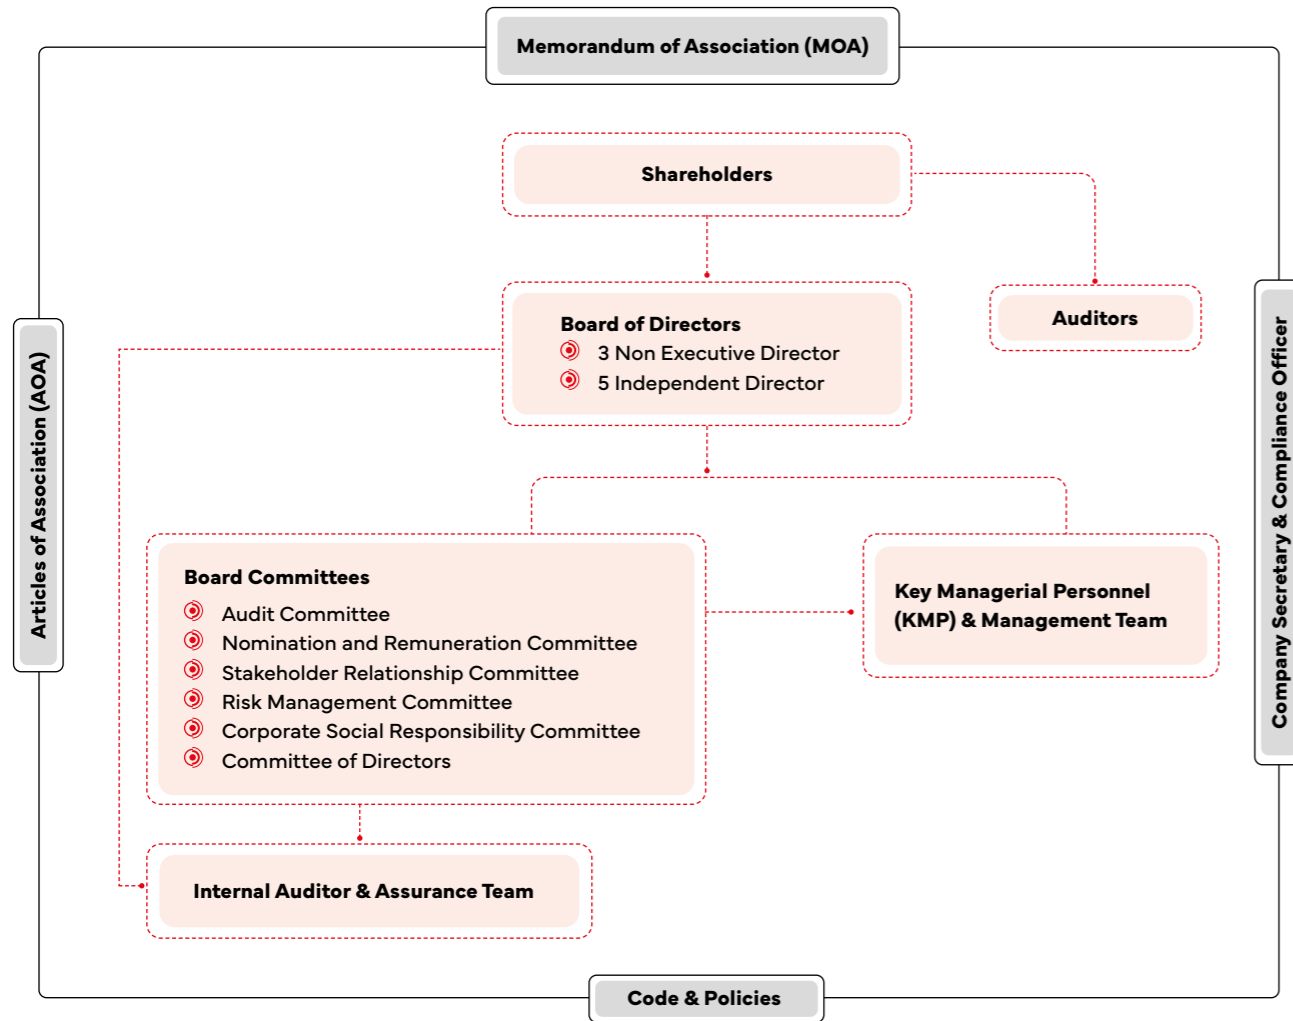 Memorandum of Association (MOA)
Shareholders
Auditors
Board of Directors
3 Non Executive Director
5 Independent Director
Articles of Association (AOA)
Company Secretary & Compliance Officer
Board Committees
Audit Committee
Nomination and Remuneration Committee
Stakeholder Relationship Committee
Risk Management Committee
Corporate Social Responsibility Committee
Committee of Directors
Key Managerial Personnel
(KMP) & Management Team
Internal Auditor & Assurance Team
Code & Policies